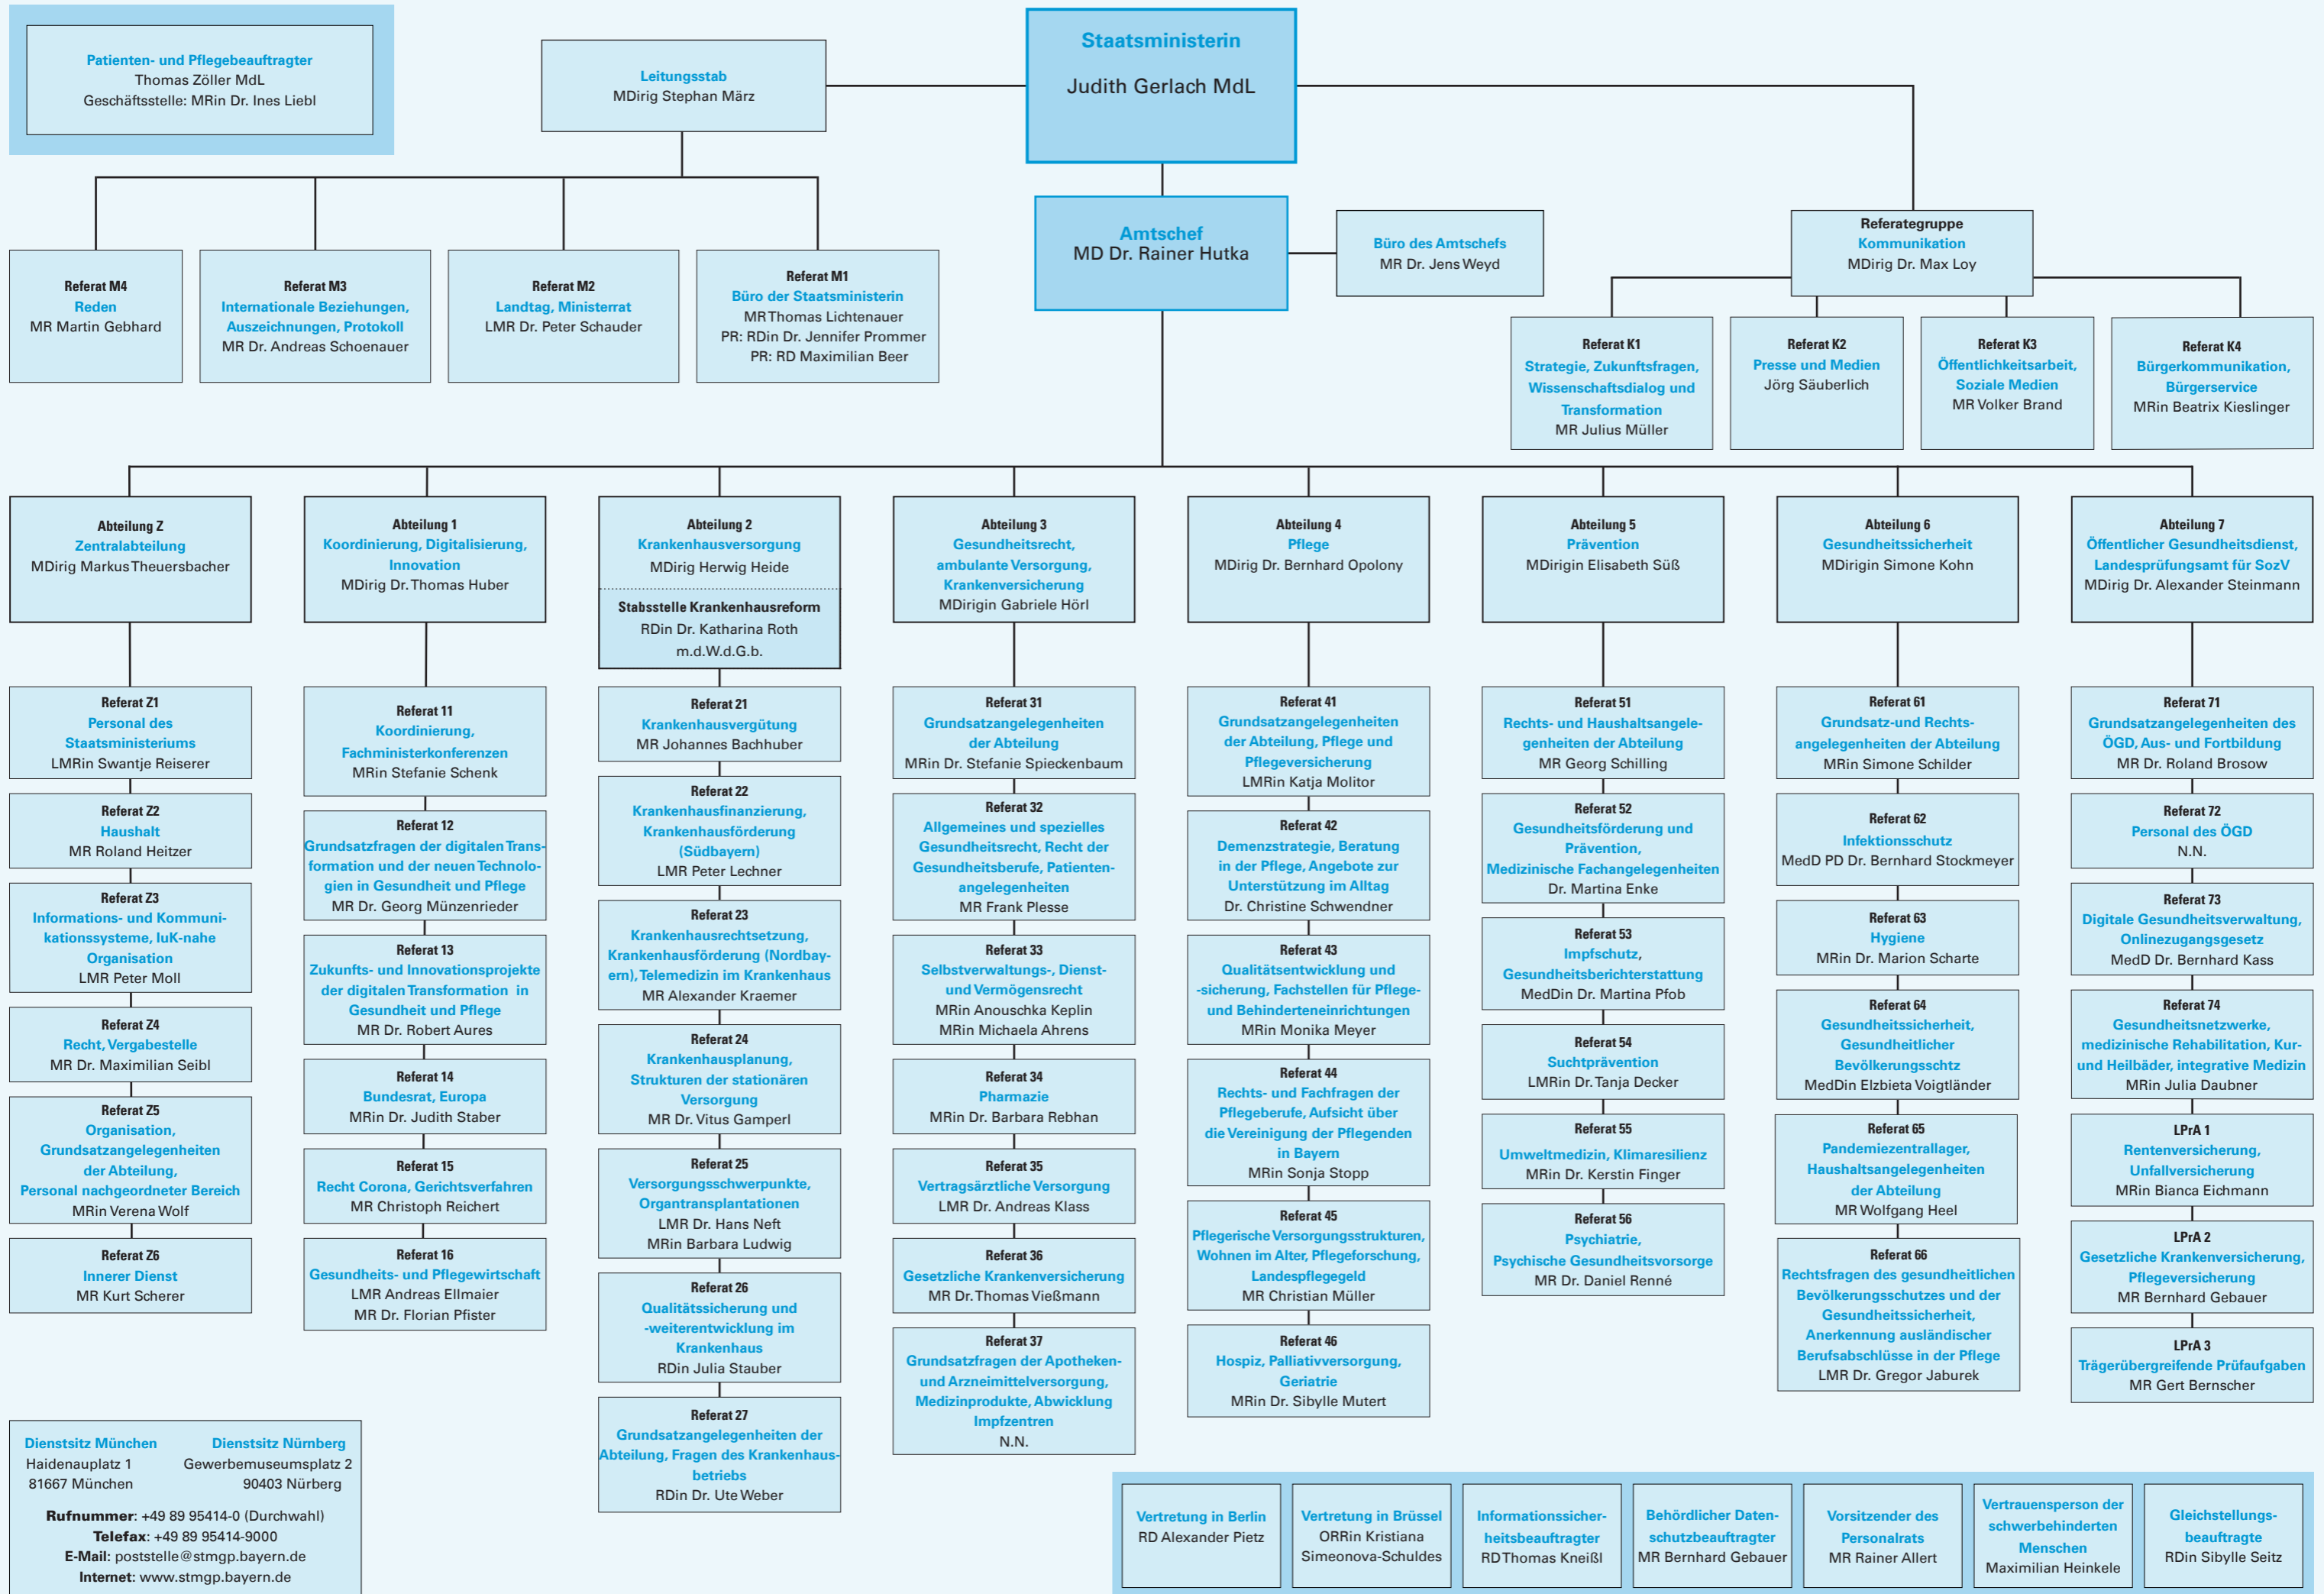 Patienten- und Pflegebeauftragter
Thomas Zöller MdL
Geschäftsstelle: MRin Dr. Ines Liebl
Leitungsstab
MDirig Stephan März
Staatsministerin
Judith Gerlach MdL
Amtschef
MD Dr. Rainer Hutka
Büro des Amtschefs
MR Dr. Jens Weyd
Referategruppe
Kommunikation
MDirig Dr. Max Loy
Referat M4
Reden
MR Martin Gebhard
Referat M3
Internationale Beziehungen,
Auszeichnungen, Protokoll
MR Dr. Andreas Schoenauer
Referat M2
Landtag, Ministerrat
LMR Dr. Peter Schauder
Referat M1
Büro der Staatsministerin
MR Thomas Lichtenauer
PR: RDin Dr. Jennifer Prommer
PR: RD Maximilian Beer
Referat K1
Strategie, Zukunftsfragen,
Wissenschaftsdialog und
Transformation
MR Julius Müller
Referat K2
Presse und Medien
Jörg Säuberlich
Referat K3
Öffentlichkeitsarbeit,
Soziale Medien
MR Volker Brand
Referat K4
Bürgerkommunikation,
Bürgerservice
MRin Beatrix Kieslinger
Abteilung Z
Zentralabteilung
MDirig Markus Theuersbacher
Referat Z1
Personal des
Staatsministeriums
LMRin Swantje Reiserer
Referat Z2
Haushalt
MR Roland Heitzer
Referat Z3
Informations- und Kommuni-
kationssysteme, IuK-nahe
Organisation
LMR Peter Moll
Referat Z4
Recht, Vergabestelle
MR Dr. Maximilian Seibl
Referat Z5
Organisation,
Grundsatzangelegenheiten
der Abteilung,
Personal nachgeordneter Bereich
MRin Verena Wolf
Referat Z6
Innerer Dienst
MR Kurt Scherer
Abteilung 1
Koordinierung, Digitalisierung,
Innovation
MDirig Dr. Thomas Huber
Referat 11
Koordinierung,
Fachministerkonferenzen
MRin Stefanie Schenk
Referat 12
Grundsatzfragen der digitalen Trans-
formation und der neuen Technolo-
gien in Gesundheit und Pflege
MR Dr. Georg Münzenrieder
Referat 13
Zukunfts- und Innovationsprojekte
der digitalen Transformation in
Gesundheit und Pflege
MR Dr. Robert Aures
Referat 14
Bundesrat, Europa
MRin Dr. Judith Staber
Referat 15
Recht Corona, Gerichtsverfahren
MR Christoph Reichert
Referat 16
Gesundheits- und Pflegewirtschaft
LMR Andreas Ellmaier
MR Dr. Florian Pfister
Abteilung 2
Krankenhausversorgung
MDirig Herwig Heide
Stabsstelle Krankenhausreform
RDin Dr. Katharina Roth
m.d.W.d.G.b.
Referat 21
Krankenhausvergütung
MR Johannes Bachhuber
Referat 22
Krankenhausfinanzierung,
Krankenhausförderung
(Südbayern)
LMR Peter Lechner
Referat 23
Krankenhausrechtsetzung,
Krankenhausförderung (Nordbay-
ern), Telemedizin im Krankenhaus
MR Alexander Kraemer
Referat 24
Krankenhausplanung,
Strukturen der stationären
Versorgung
MR Dr. Vitus Gamperl
Referat 25
Versorgungsschwerpunkte,
Organtransplantationen
LMR Dr. Hans Neft
MRin Barbara Ludwig
Referat 26
Qualitätssicherung und
-weiterentwicklung im
Krankenhaus
RDin Julia Stauber
Referat 27
Grundsatzangelegenheiten der
Abteilung, Fragen des Krankenhaus-
betriebs
RDin Dr. Ute Weber
Abteilung 3
Gesundheitsrecht,
ambulante Versorgung,
Krankenversicherung
MDirigin Gabriele Hörl
Referat 31
Grundsatzangelegenheiten
der Abteilung
MRin Dr. Stefanie Spieckenbaum
Referat 32
Allgemeines und spezielles
Gesundheitsrecht, Recht der
Gesundheitsberufe, Patienten-
angelegenheiten
MR Frank Plesse
Referat 33
Selbstverwaltungs-, Dienst-
und Vermögensrecht
MRin Anouschka Keplin
MRin Michaela Ahrens
Referat 34
Pharmazie
MRin Dr. Barbara Rebhan
Referat 35
Vertragsärztliche Versorgung
LMR Dr. Andreas Klass
Referat 36
Gesetzliche Krankenversicherung
MR Dr. Thomas Vießmann
Referat 37
Grundsatzfragen der Apotheken-
und Arzneimittelversorgung,
Medizinprodukte, Abwicklung
Impfzentren
N.N.
Abteilung 4
Pflege
MDirig Dr. Bernhard Opolony
Referat 41
Grundsatzangelegenheiten
der Abteilung, Pflege und
Pflegeversicherung
LMRin Katja Molitor
Referat 42
Demenzstrategie, Beratung
in der Pflege, Angebote zur
Unterstützung im Alltag
Dr. Christine Schwendner
Referat 43
Qualitätsentwicklung und
-sicherung, Fachstellen für Pflege-
und Behinderteneinrichtungen
MRin Monika Meyer
Referat 44
Rechts- und Fachfragen der
Pflegeberufe, Aufsicht über
die Vereinigung der Pflegenden
in Bayern
MRin Sonja Stopp
Referat 45
Pflegerische Versorgungsstrukturen,
Wohnen im Alter, Pflegeforschung,
Landespflegegeld
MR Christian Müller
Referat 46
Hospiz, Palliativversorgung,
Geriatrie
MRin Dr. Sibylle Mutert
Abteilung 5
Prävention
MDirigin Elisabeth Süß
Referat 51
Rechts- und Haushaltsangele-
genheiten der Abteilung
MR Georg Schilling
Referat 52
Gesundheitsförderung und
Prävention,
Medizinische Fachangelegenheiten
Dr. Martina Enke
Referat 53
Impfschutz,
Gesundheitsberichterstattung
MedDin Dr. Martina Pfob
Referat 54
Suchtprävention
LMRin Dr. Tanja Decker
Referat 55
Umweltmedizin, Klimaresilienz
MRin Dr. Kerstin Finger
Referat 56
Psychiatrie,
Psychische Gesundheitsvorsorge
MR Dr. Daniel Renné
Abteilung 6
Gesundheitssicherheit
MDirigin Simone Kohn
Referat 61
Grundsatz-und Rechts-
angelegenheiten der Abteilung
MRin Simone Schilder
Referat 62
Infektionsschutz
MedD PD Dr. Bernhard Stockmeyer
Referat 63
Hygiene
MRin Dr. Marion Scharte
Referat 64
Gesundheitssicherheit,
Gesundheitlicher
Bevölkerungsschtz
MedDin Elzbieta Voigtländer
Referat 65
Pandemiezentrallager,
Haushaltsangelegenheiten
der Abteilung
MR Wolfgang Heel
Referat 66
Rechtsfragen des gesundheitlichen
Bevölkerungsschutzes und der
Gesundheitssicherheit,
Anerkennung ausländischer
Berufsabschlüsse in der Pflege
LMR Dr. Gregor Jaburek
Abteilung 7
Öffentlicher Gesundheitsdienst,
Landesprüfungsamt für SozV
MDirig Dr. Alexander Steinmann
Referat 71
Grundsatzangelegenheiten des
ÖGD, Aus- und Fortbildung
MR Dr. Roland Brosow
Referat 72
Personal des ÖGD
N.N.
Referat 73
Digitale Gesundheitsverwaltung,
Onlinezugangsgesetz
MedD Dr. Bernhard Kass
Referat 74
Gesundheitsnetzwerke,
medizinische Rehabilitation, Kur-
und Heilbäder, integrative Medizin
MRin Julia Daubner
LPrA 1
Rentenversicherung,
Unfallversicherung
MRin Bianca Eichmann
LPrA 2
Gesetzliche Krankenversicherung,
Pflegeversicherung
MR Bernhard Gebauer
LPrA 3
Trägerübergreifende Prüfaufgaben
MR Gert Bernscher
Dienstsitz München
Haidenauplatz 1
81667 München
Dienstsitz Nürnberg
Gewerbemuseumsplatz 2
90403 Nürberg
Rufnummer: +49 89 95414-0 (Durchwahl)
Telefax: +49 89 95414-9000
E-Mail: poststelle@stmgp.bayern.de
Internet: www.stmgp.bayern.de
Vertretung in Berlin
RD Alexander Pietz
Vertretung in Brüssel
ORRin Kristiana
Simeonova-Schuldes
Informationssicher-
heitsbeauftragter
RD Thomas Kneißl
Behördlicher Daten-
schutzbeauftragter
MR Bernhard Gebauer
Vorsitzender des
Personalrats
MR Rainer Allert
Vertrauensperson der
schwerbehinderten
Menschen
Maximilian Heinkele
Gleichstellungs-
beauftragte
RDin Sibylle Seitz